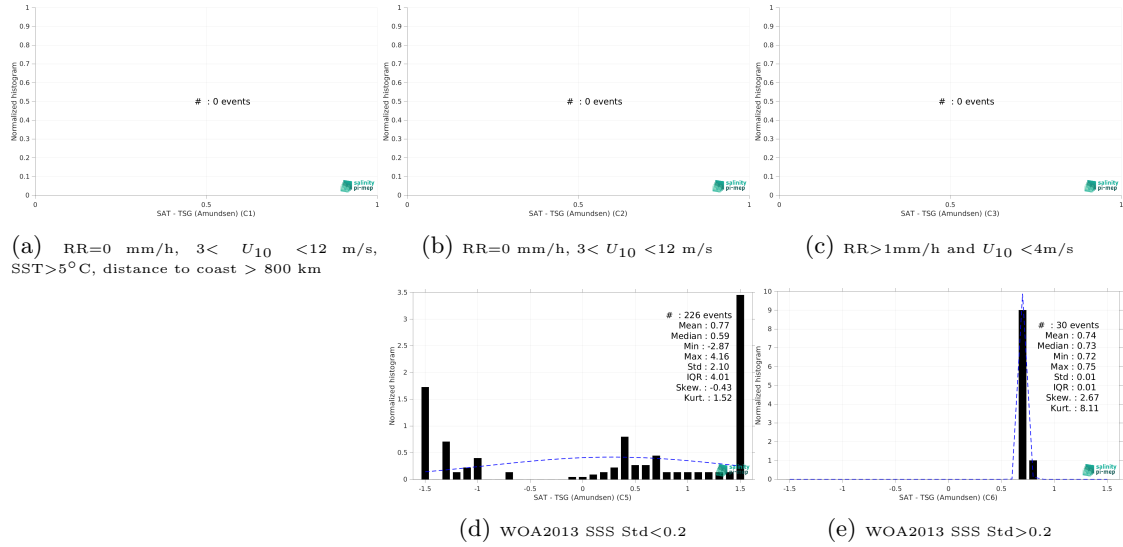 1
0.9
0.8
0.7
0.6
0.5
0.4
0.3
0.2
0.1
0
Normalized histogram
# : 0 events
salinity
pi-mep
0 0.5 1
SAT - TSG (Amundsen) (C1)
1
0.9
0.8
0.7
0.6
0.5
0.4
0.3
0.2
0.1
0
Normalized histogram
# : 0 events
salinity
pi-mep
0 0.5 1
SAT - TSG (Amundsen) (C2)
1
0.9
0.8
0.7
0.6
0.5
0.4
0.3
0.2
0.1
0
Normalized histogram
# : 0 events
salinity
pi-mep
0 0.5 1
SAT - TSG (Amundsen) (C3)
(a) RR=0 mm/h, 3< U10 <12 m/s,
SST>5°C, distance to coast > 800 km
(b) RR=0 mm/h, 3< U10 <12 m/s
(c) RR>1mm/h and U10 <4m/s
3.5
3
2.5
2
1.5
1
0.5
0
Normalized histogram
# : 226 events
Mean : 0.77
Median : 0.59
Min : -2.87
Max : 4.16
Std : 2.10
IQR : 4.01
Skew. : -0.43
Kurt. : 1.52
salinity
pi-mep
-1.5 -1 -0.5 0 0.5 1 1.5
SAT - TSG (Amundsen) (C5)
10
9
8
7
6
5
4
3
2
1
0
Normalized histogram
# : 30 events
Mean : 0.74
Median : 0.73
Min : 0.72
Max : 0.75
Std : 0.01
IQR : 0.01
Skew. : 2.67
Kurt. : 8.11
salinity
pi-mep
-1.5 -1 -0.5 0 0.5 1 1.5
SAT - TSG (Amundsen) (C6)
(d) WOA2013 SSS Std<0.2
(e) WOA2013 SSS Std>0.2